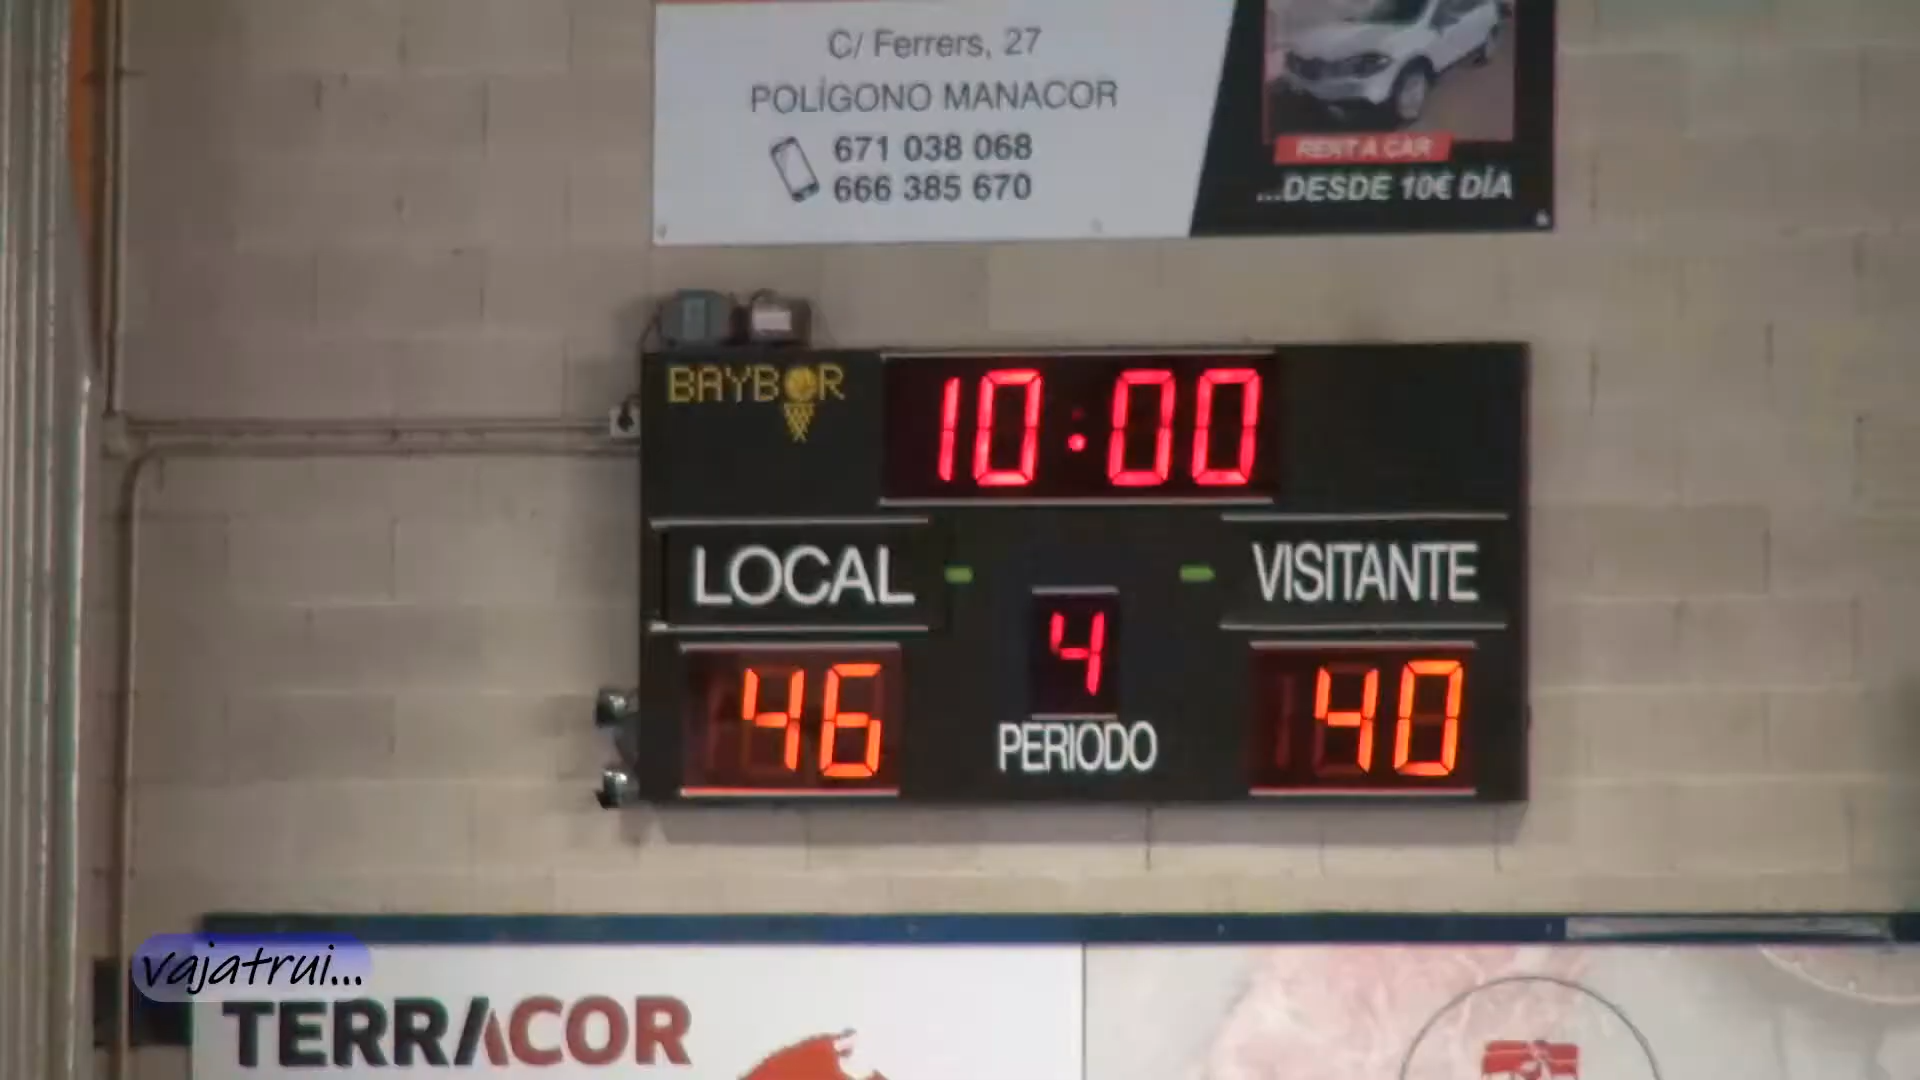 C/ Ferrers, 27
POLÍGONO MANACOR
671 038 068
666 385 670
RENT A CAR
...DESDE 10€ DÍA
BAYBOR
10:00
LOCAL
VISITANTE
4
46
40
PERIODO
vajatrui...
TERRACOR